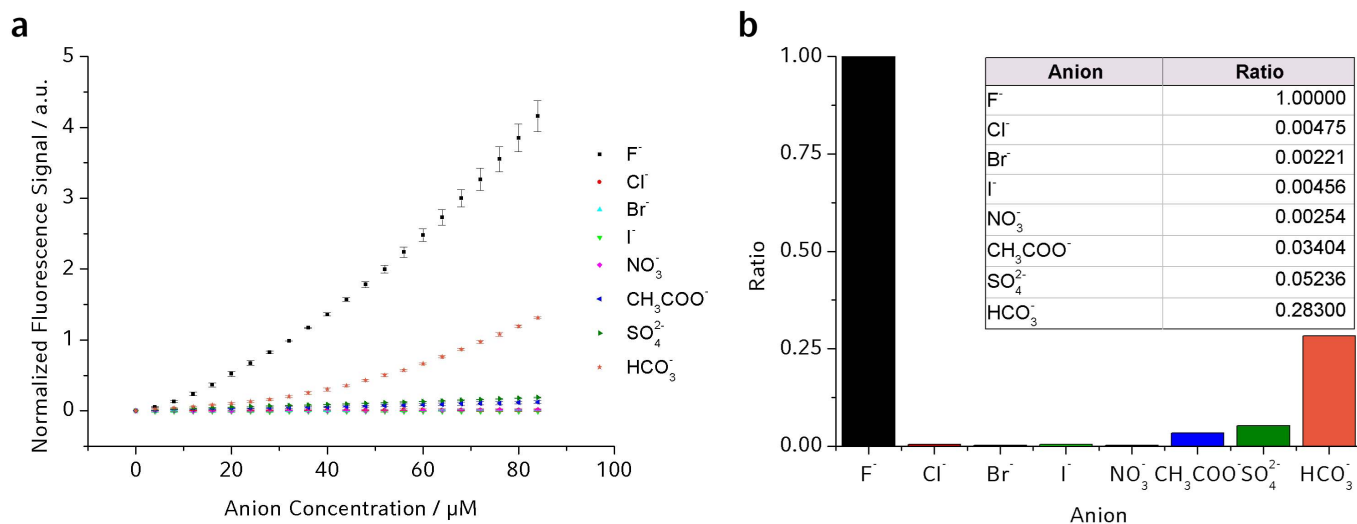 a
Normalized Fluorescence Signal / a.u.
5
4
3
2
1
0
0 20 40 60 80 100
Anion Concentration / µM
F⁻
Cl⁻
Br⁻
I⁻
NO₃⁻
CH₃COO⁻
SO₄²⁻
HCO₃⁻
b
Ratio
1.00
0.75
0.50
0.25
0.00
F⁻ Cl⁻ Br⁻ I⁻ NO₃⁻ CH₃COO⁻ SO₄²⁻ HCO₃⁻
Anion
Anion Ratio
F⁻ 1.00000
Cl⁻ 0.00475
Br⁻ 0.00221
I⁻ 0.00456
NO₃⁻ 0.00254
CH₃COO⁻ 0.03404
SO₄²⁻ 0.05236
HCO₃⁻ 0.28300